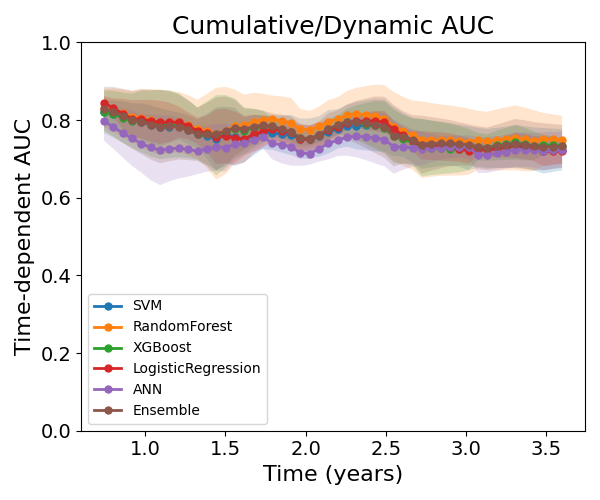 Cumulative/Dynamic AUC
Time-dependent AUC
1.0
0.8
0.6
0.4
0.2
0.0
SVM
RandomForest
XGBoost
LogisticRegression
ANN
Ensemble
1.0 1.5 2.0 2.5 3.0 3.5
Time (years)